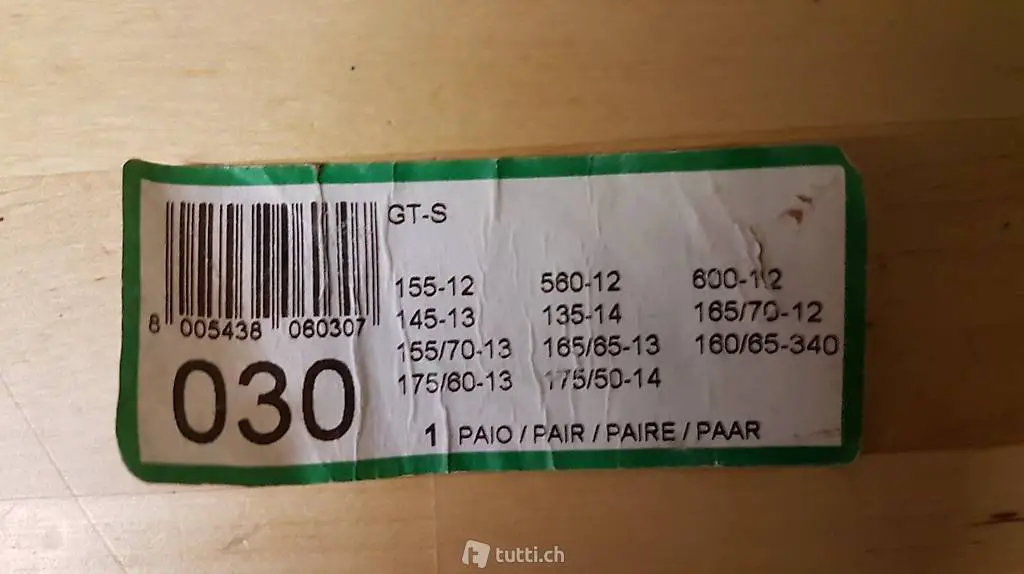 GT-S
8 005438 060307
030
155-12 560-12 600-12
145-13 135-14 165/70-12
155/70-13 165/65-13 160/65-340
175/60-13 175/50-14
1 PAIO / PAIR / PAIRE / PAAR
tutti.ch